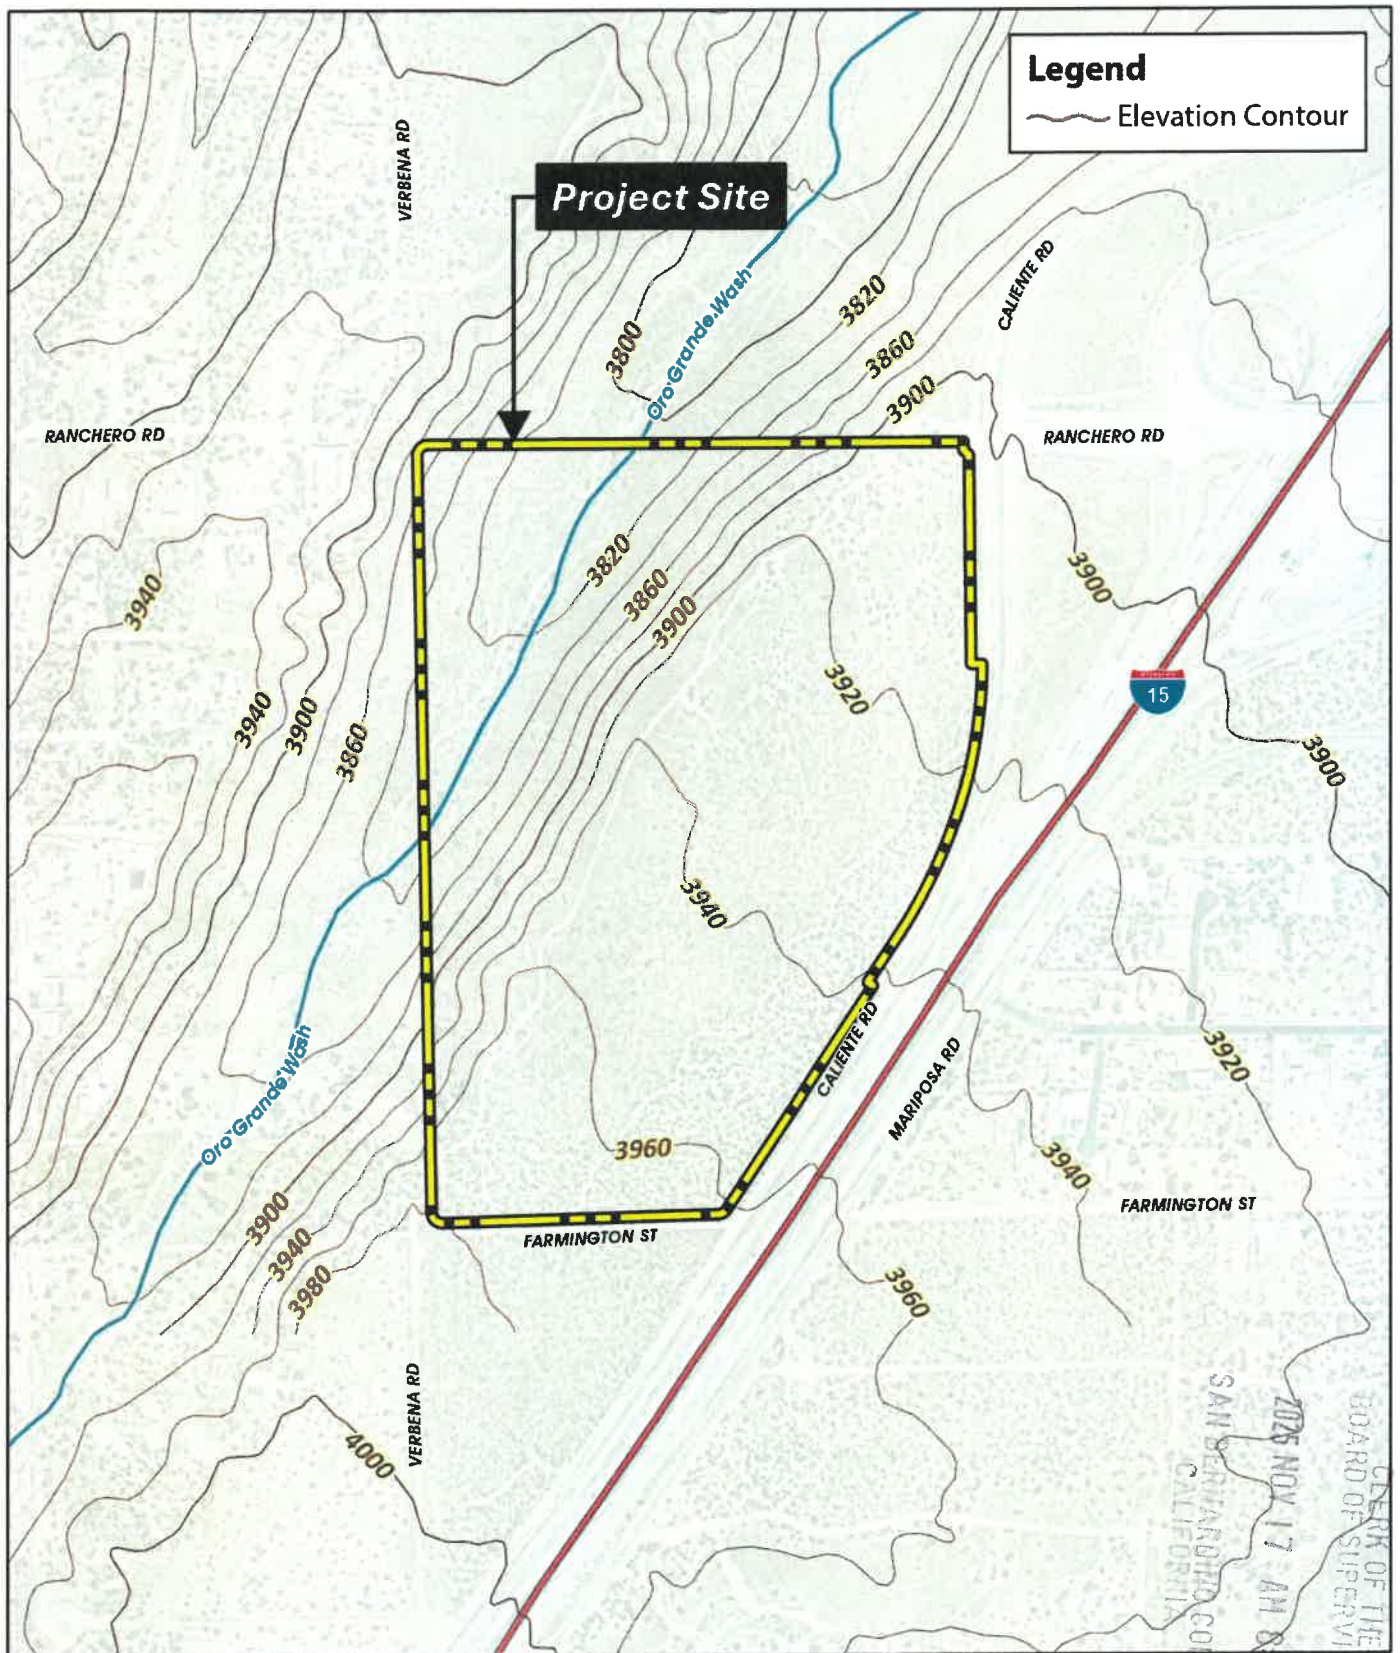 Legend
Elevation Contour
VERBENA RD
Project Site
Oro Grande Wash
CALIENTE RD
3820
3800
3860
3900
RANCHERO RD
RANCHERO RD
3940
3820
3860
3900
3900
3920
15
3940
3900
3860
3900
3940
CALIENTE RD
Oro Grande Wash
MARIPOSA RD
3920
3960
3940
3900
FARMINGTON ST
FARMINGTON ST
3940
3980
3960
VERBENA RD
4000
CLERK OF THE
BOARD OF SUPERVI
2025 NOV 17 AM 8
SAN BERNARDINO CO
CALIFORNIA